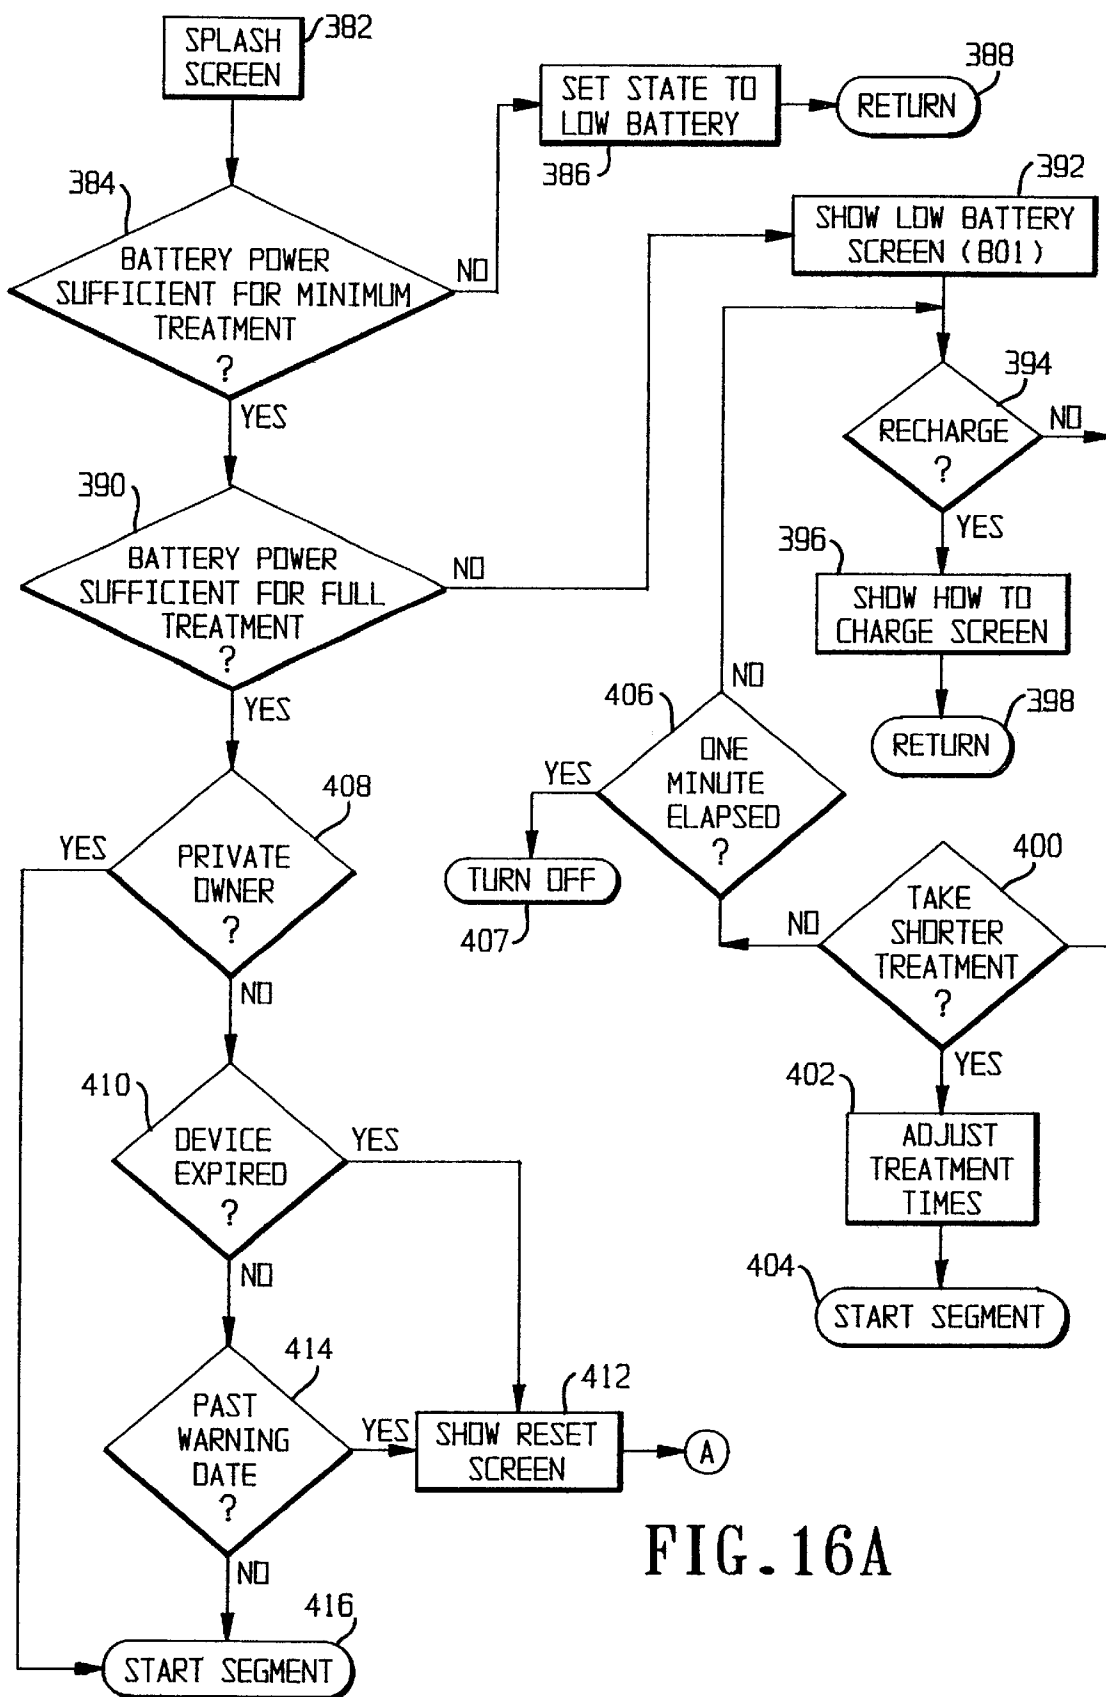 SPLASH
SCREEN
382
SET STATE TO
LOW BATTERY
386
RETURN
388
384
BATTERY POWER
SUFFICIENT FOR MINIMUM
TREATMENT
?
NO
YES
392
SHOW LOW BATTERY
SCREEN (801)
394
RECHARGE
?
NO
YES
390
BATTERY POWER
SUFFICIENT FOR FULL
TREATMENT
?
NO
YES
396
SHOW HOW TO
CHARGE SCREEN
398
RETURN
406
ONE
MINUTE
ELAPSED
?
NO
YES
TURN OFF
407
408
PRIVATE
OWNER
?
YES
NO
400
TAKE
SHORTER
TREATMENT
?
NO
YES
402
ADJUST
TREATMENT
TIMES
404
START SEGMENT
410
DEVICE
EXPIRED
?
YES
NO
414
PAST
WARNING
DATE
?
YES
NO
412
SHOW RESET
SCREEN
A
416
START SEGMENT
FIG.16A